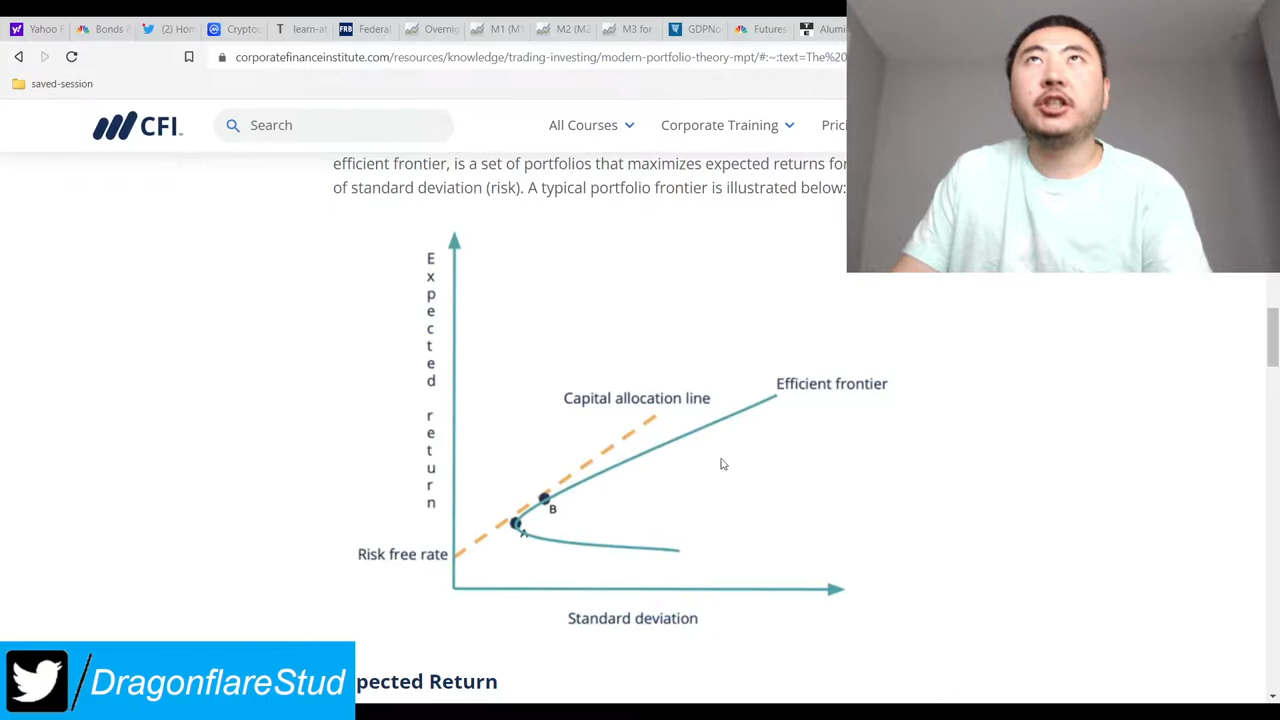 Yahoo F
Bonds &
(1) Hom
Crypto
learn-al
Federal
Overnig
M1 (M1
M2 (M2
M3 for
GDPNo
Futures
Alumi
corporatefinanceinstitute.com/resources/knowledge/trading-investing/modern-portfolio-theory-mpt/#:~:text=The%20
saved-session
CFI
Search
All Courses
Corporate Training
Prici
efficient frontier, is a set of portfolios that maximizes expected returns for
of standard deviation (risk). A typical portfolio frontier is illustrated below:
Expected return
Efficient frontier
Capital allocation line
B
A
Risk free rate
Standard deviation
pected Return
DragonflareStud